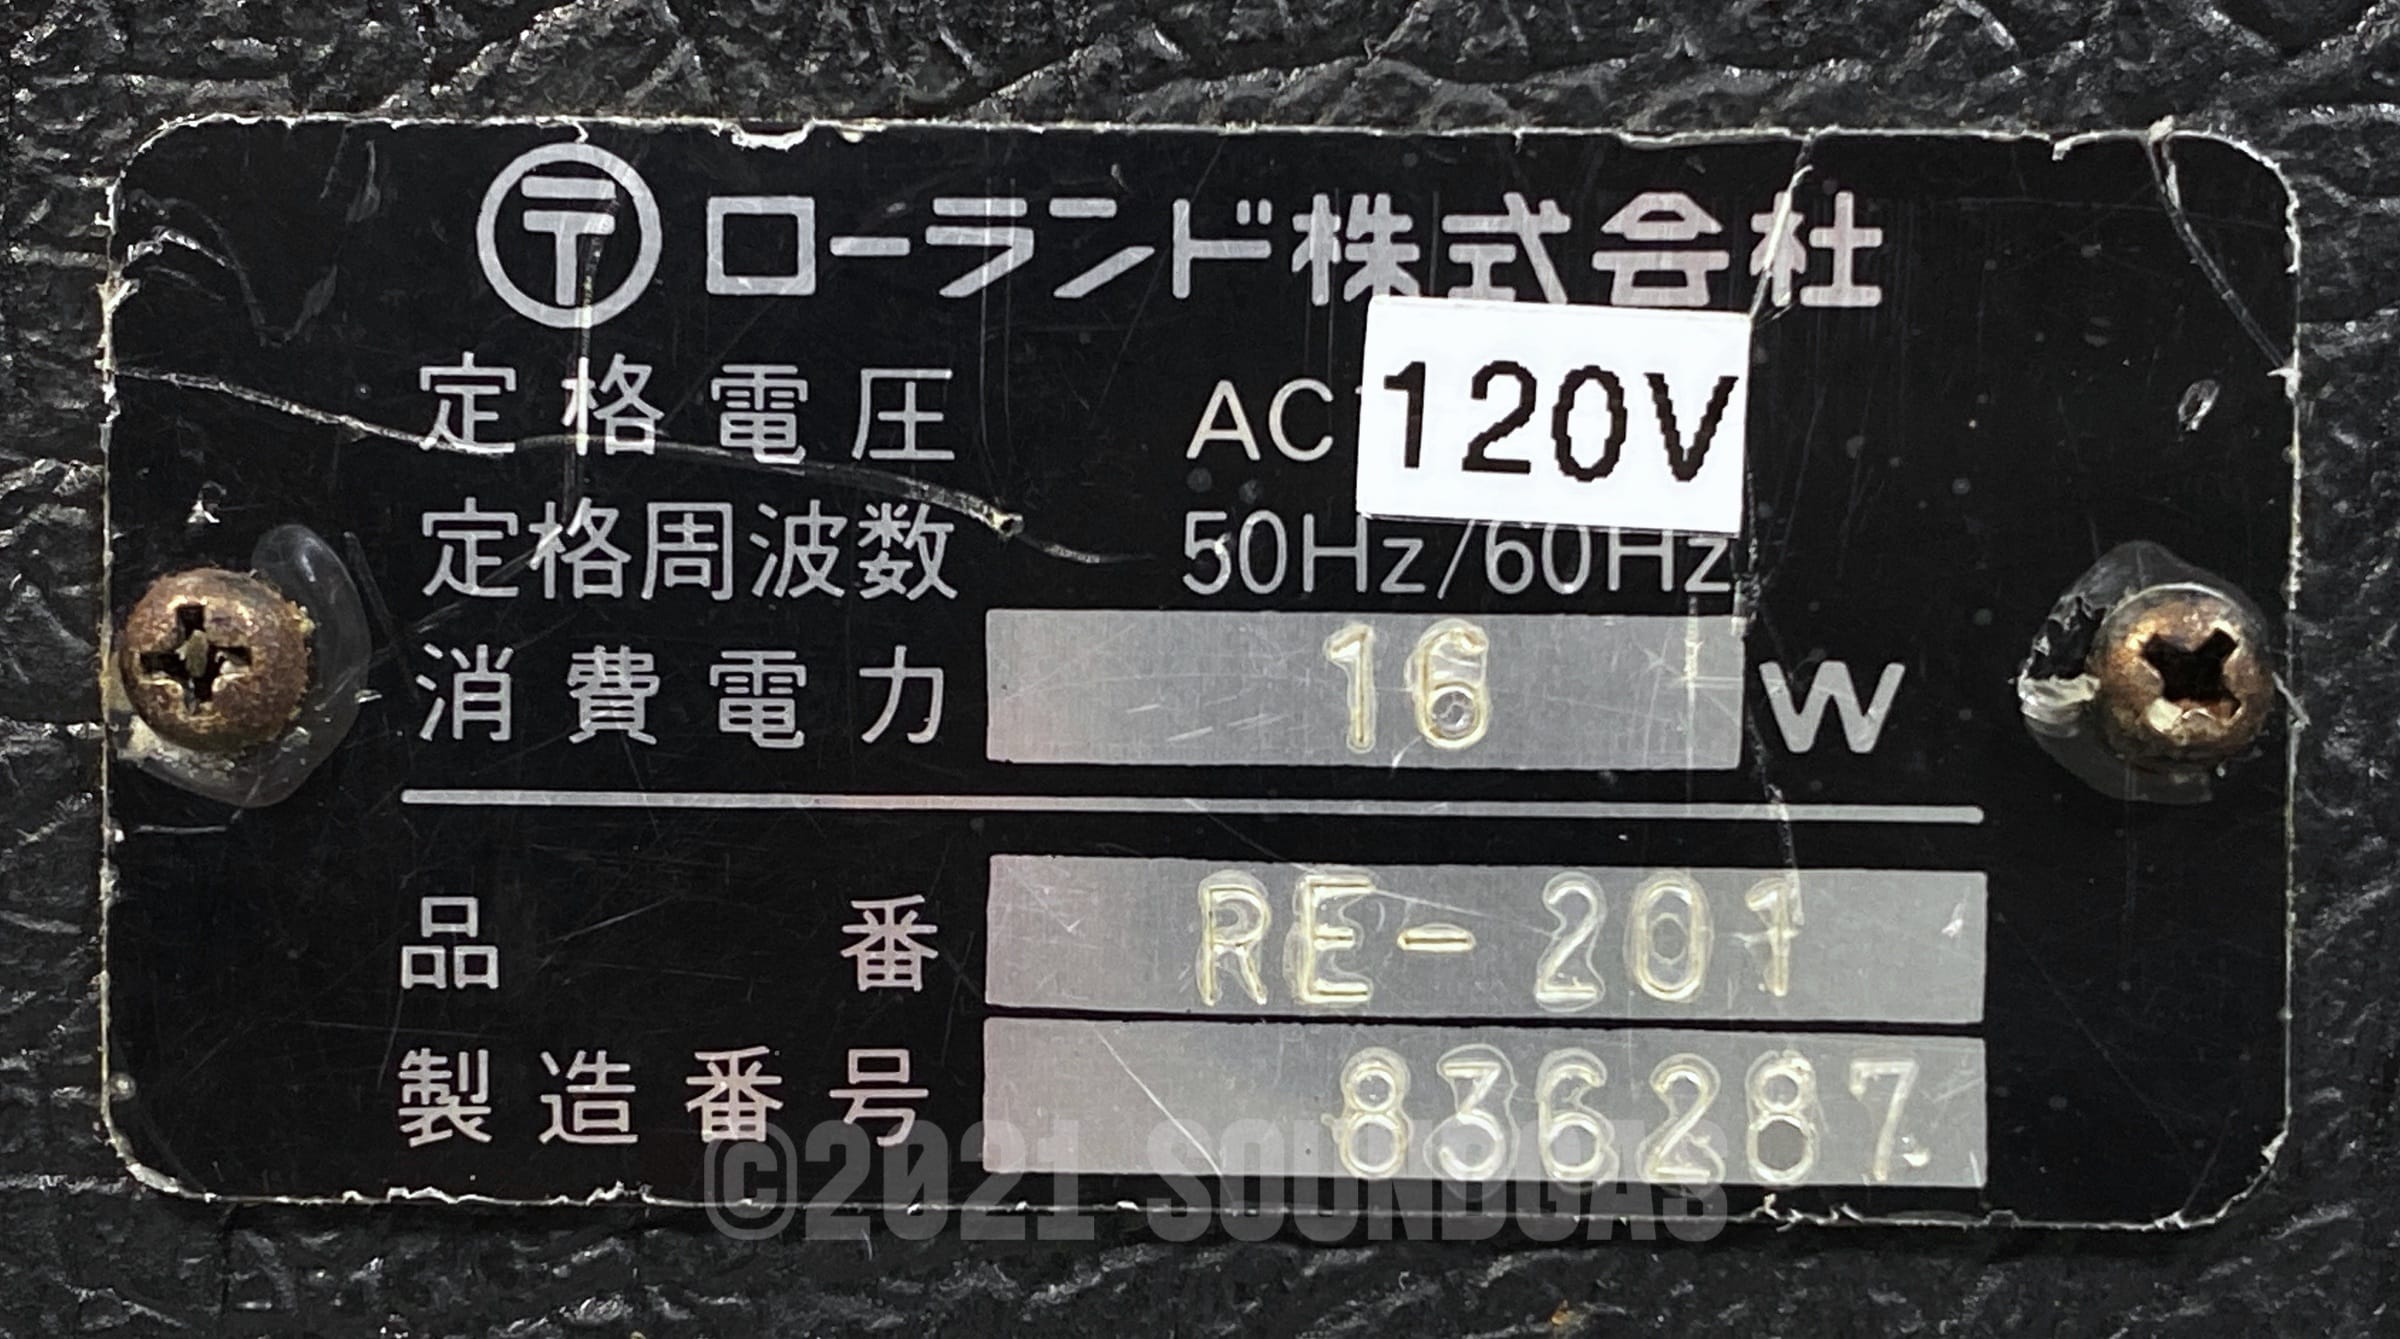 〒 ローランド株式会社
定格電圧 AC 120V
定格周波数 50Hz/60Hz
消費電力 16 W
品番 RE-201
製造番号 836287
©2021 SOUNDGAS